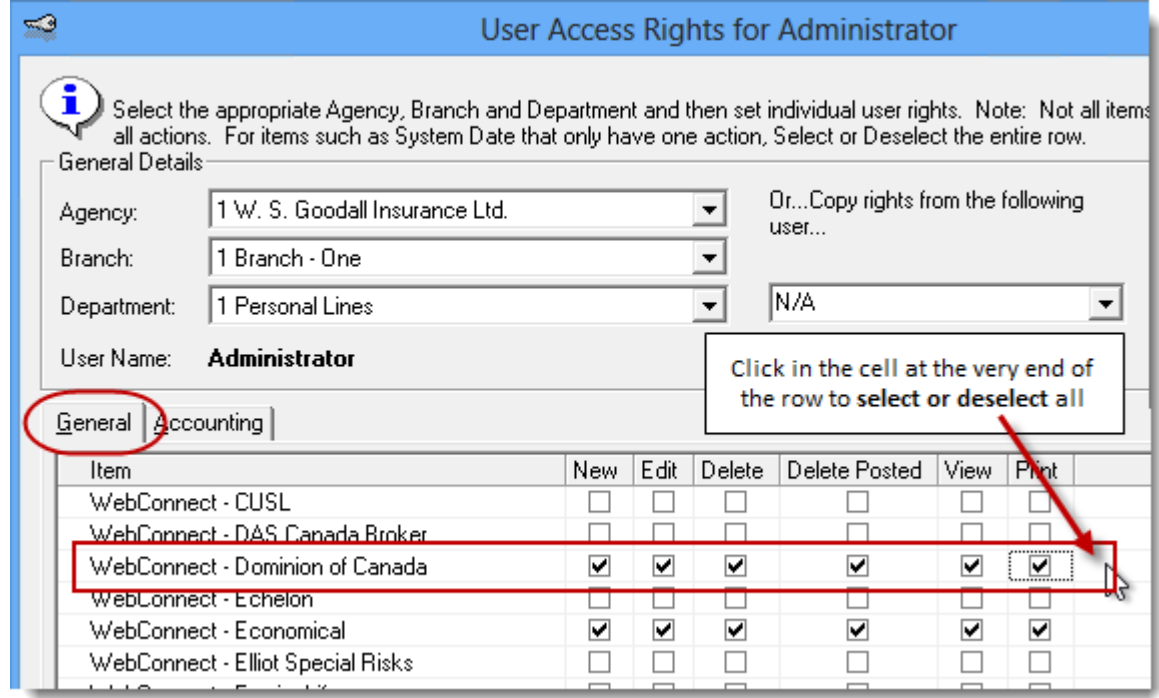 User Access Rights for Administrator
Select the appropriate Agency, Branch and Department and then set individual user rights. Note: Not all items
all actions. For items such as System Date that only have one action, Select or Deselect the entire row.
General Details
Agency: 1 W. S. Goodall Insurance Ltd.
Or...Copy rights from the following
user...
Branch: 1 Branch - One
Department: 1 Personal Lines
N/A
User Name: Administrator
Click in the cell at the very end of
the row to select or deselect all
General Accounting
Item New Edit Delete Delete Posted View Print
WebConnect - CUSL
WebConnect - DAS Canada Broker
WebConnect - Dominion of Canada
WebConnect - Echelon
WebConnect - Economical
WebConnect - Elliot Special Risks